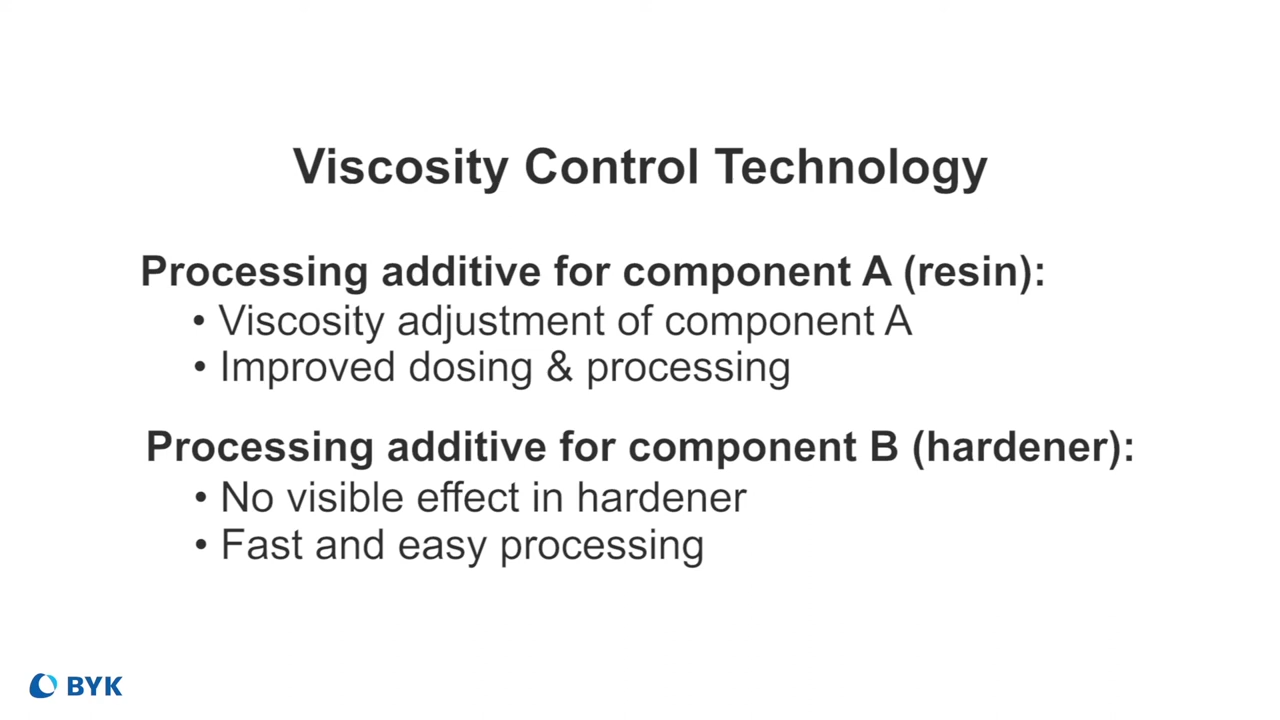 Viscosity Control Technology
Processing additive for component A (resin):
• Viscosity adjustment of component A
• Improved dosing & processing
Processing additive for component B (hardener):
• No visible effect in hardener
• Fast and easy processing
BYK